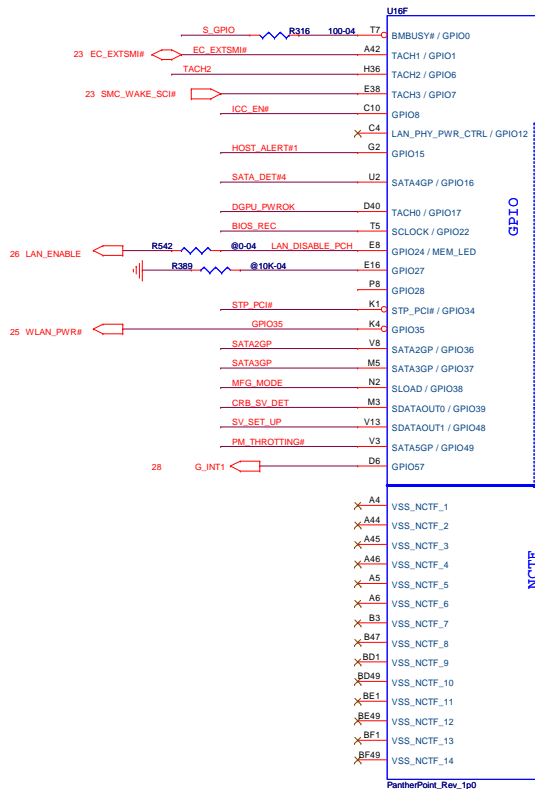 U16F
S_GPIO R316 100-04 T7 BMBUSY# / GPIO0
23 EC_EXTSMI# EC_EXTSMI# A42 TACH1 / GPIO1
TACH2 H36 TACH2 / GPIO6
23 SMC_WAKE_SCI# E38 TACH3 / GPIO7
ICC_EN# C10 GPIO8
C4 LAN_PHY_PWR_CTRL / GPIO12
HOST_ALERT#1 G2 GPIO15
SATA_DET#4 U2 SATA4GP / GPIO16
DGPU_PWROK D40 TACH0 / GPIO17
BIOS_REC T5 SCLOCK / GPIO22
26 LAN_ENABLE R542 @0-04 LAN_DISABLE_PCH E8 GPIO24 / MEM_LED
R389 @10K-04 E16 GPIO27
P8 GPIO28
STP_PCI# K1 STP_PCI# / GPIO34
25 WLAN_PWR# GPIO35 K4 GPIO35
SATA2GP V8 SATA2GP / GPIO36
SATA3GP M5 SATA3GP / GPIO37
MFG_MODE N2 SLOAD / GPIO38
CRB_SV_DET M3 SDATAOUT0 / GPIO39
SV_SET_UP V13 SDATAOUT1 / GPIO48
PM_THROTTING# V3 SATA5GP / GPIO49
28 G_INT1 D6 GPIO57
GPIO
A4 VSS_NCTF_1
A44 VSS_NCTF_2
A45 VSS_NCTF_3
A46 VSS_NCTF_4
A5 VSS_NCTF_5
A6 VSS_NCTF_6
B3 VSS_NCTF_7
B47 VSS_NCTF_8
BD1 VSS_NCTF_9
BD49 VSS_NCTF_10
BE1 VSS_NCTF_11
BE49 VSS_NCTF_12
BF1 VSS_NCTF_13
BF49 VSS_NCTF_14
NCTF
PantherPoint_Rev_1p0